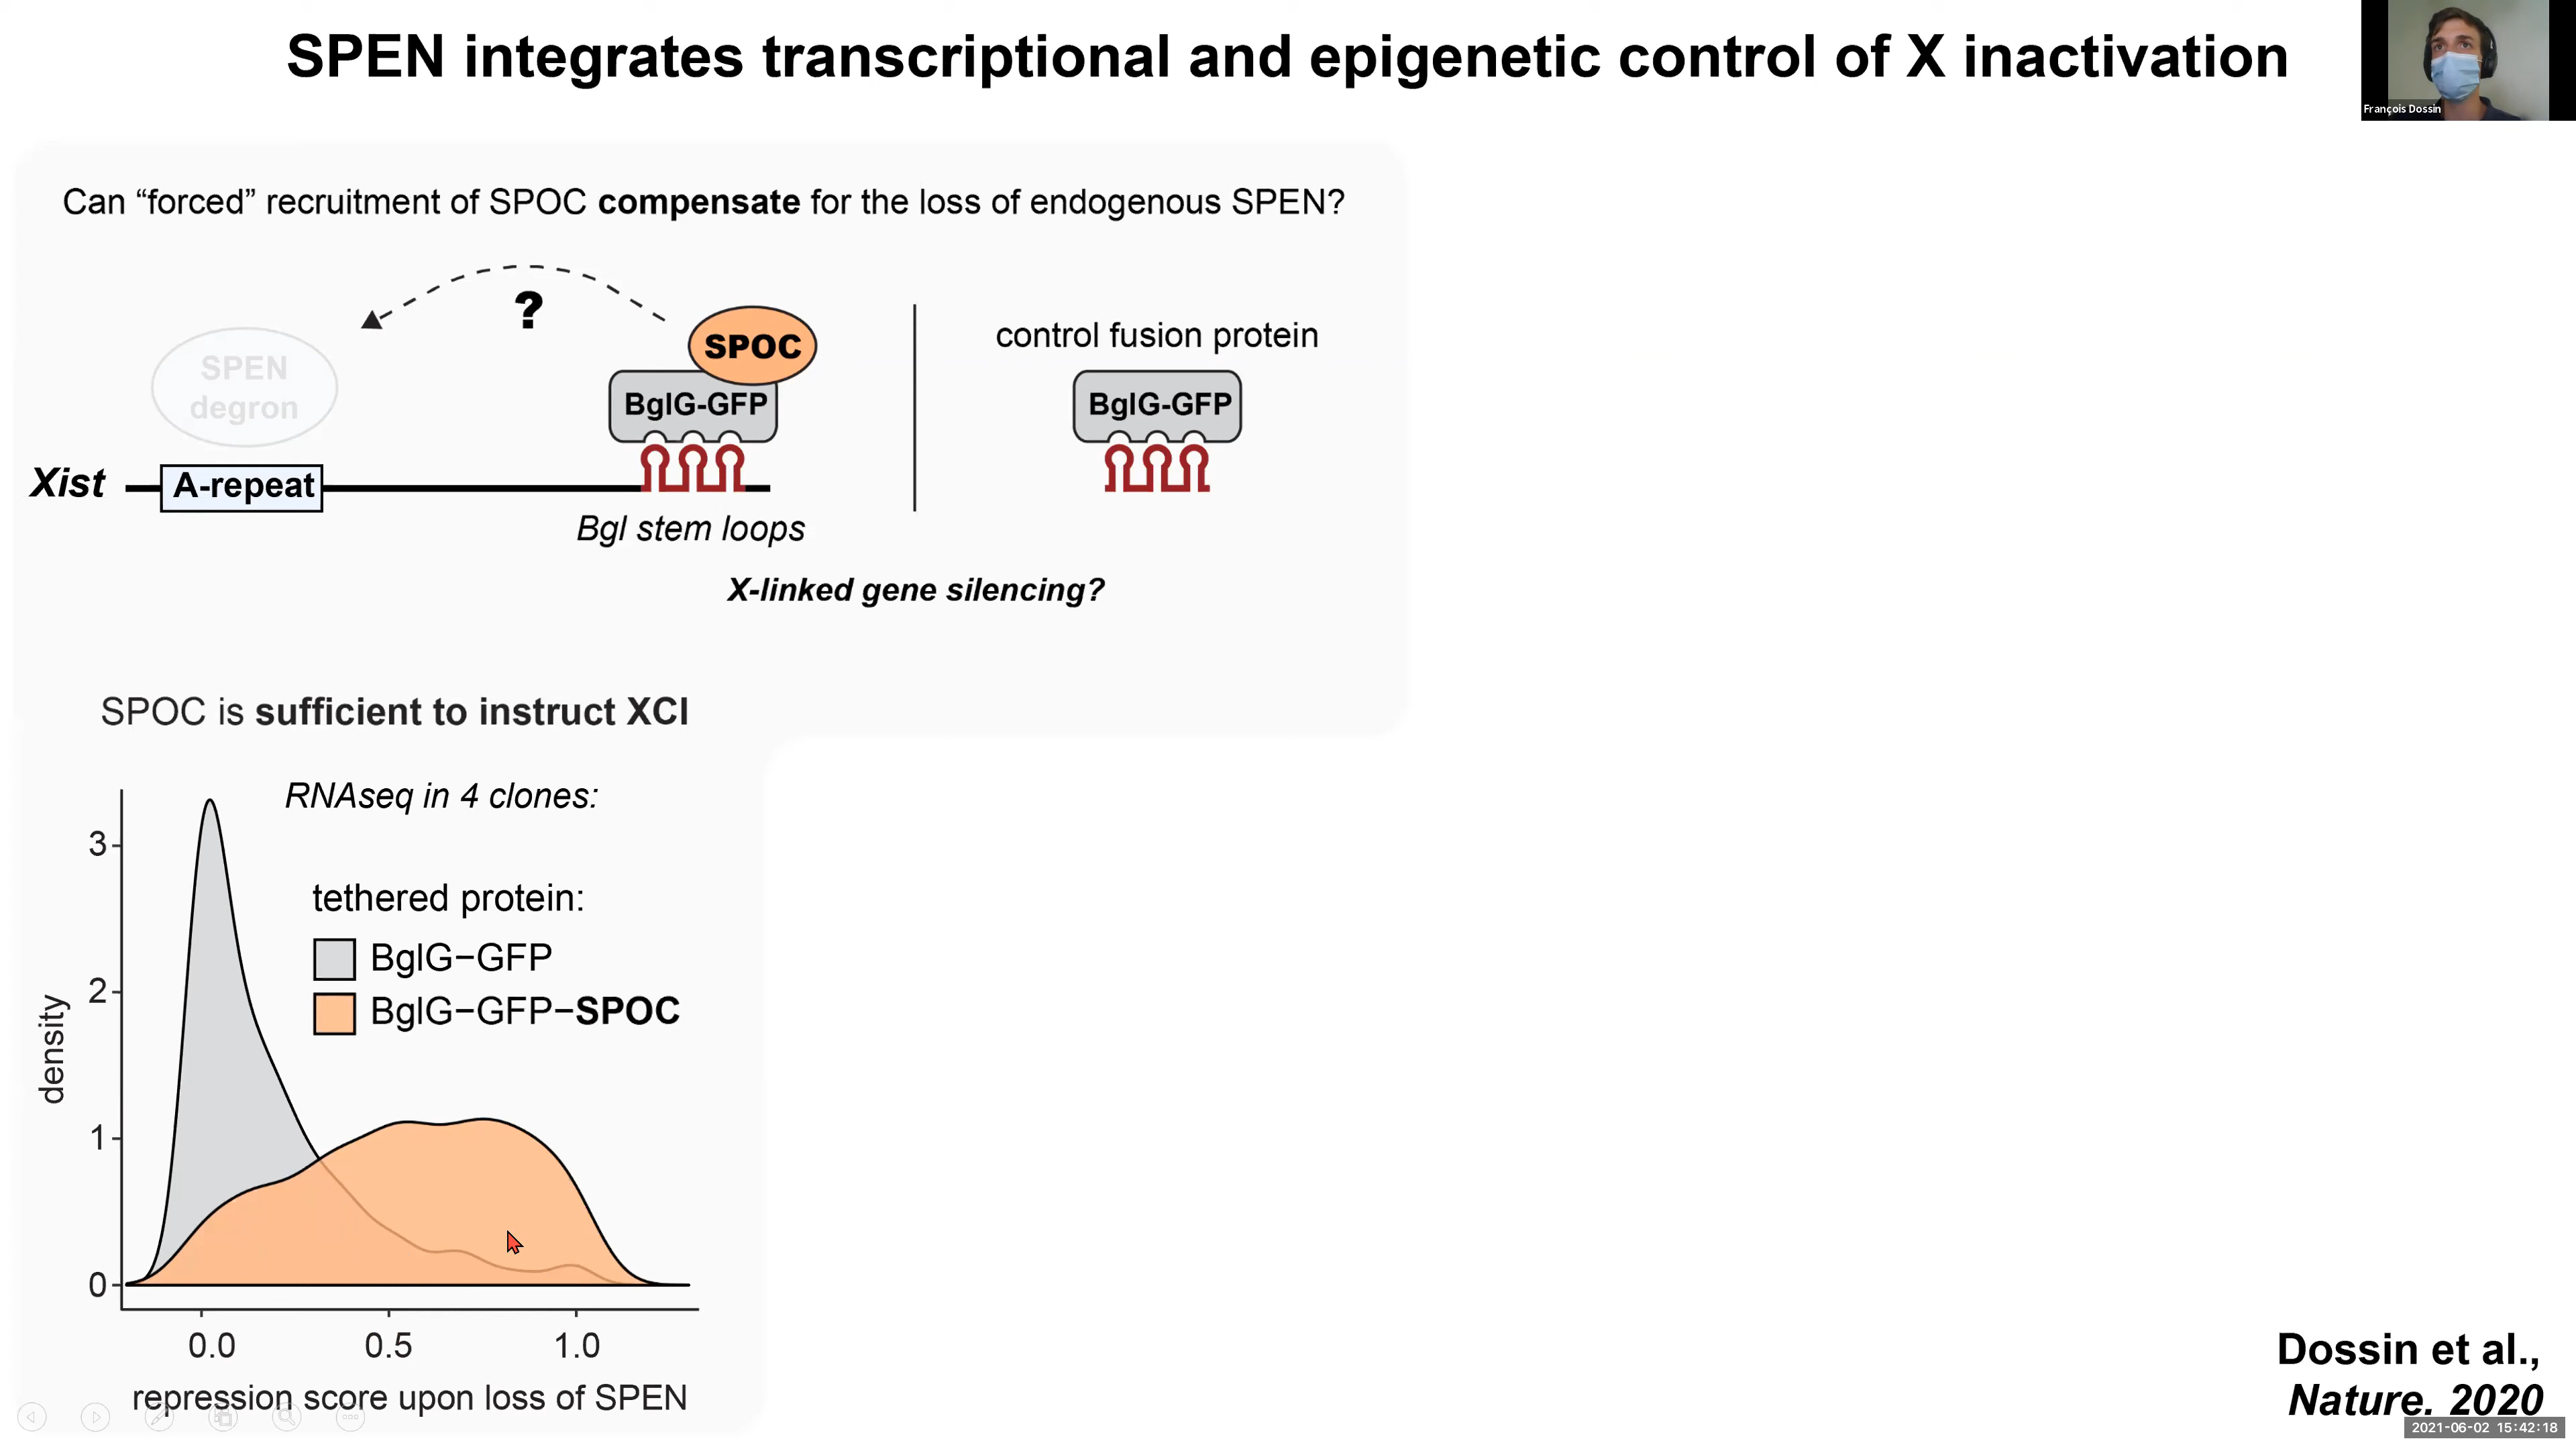 SPEN integrates transcriptional and epigenetic control of X inactivation
François Dossin
Can “forced” recruitment of SPOC compensate for the loss of endogenous SPEN?
?
SPOC
SPEN
degron
BglG-GFP
Xist
A-repeat
Bgl stem loops
control fusion protein
BglG-GFP
X-linked gene silencing?
SPOC is sufficient to instruct XCI
RNAseq in 4 clones:
tethered protein:
BglG−GFP
BglG−GFP−SPOC
density
3
2
1
0
0.0 0.5 1.0
repression score upon loss of SPEN
Dossin et al.,
Nature. 2020
2021-06-02 15:42:18